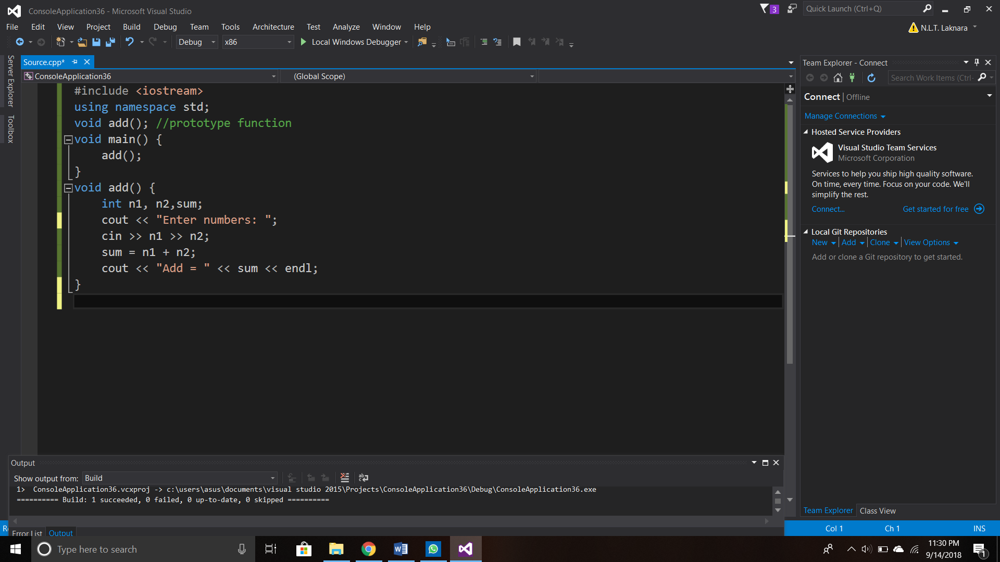 ConsoleApplication36 - Microsoft Visual Studio
3
Quick Launch (Ctrl+Q)
File Edit View Project Build Debug Team Tools Architecture Test Analyze Window Help
N.L.T. Laknara
Debug x86 Local Windows Debugger
Server Explorer
Toolbox
Source.cpp*
ConsoleApplication36 (Global Scope)
#include <iostream>
using namespace std;
void add(); //prototype function
void main() {
add();
}
void add() {
int n1, n2,sum;
cout << "Enter numbers: ";
cin >> n1 >> n2;
sum = n1 + n2;
cout << "Add = " << sum << endl;
}
Team Explorer - Connect
Search Work Items (Ctrl-
Connect | Offline
Manage Connections
Hosted Service Providers
Visual Studio Team Services
Microsoft Corporation
Services to help you ship high quality software.
On time, every time. Focus on your code. We'll
simplify the rest.
Connect... Get started for free
Local Git Repositories
New Add Clone View Options
Add or clone a Git repository to get started.
Team Explorer Class View
Output
Show output from: Build
1> ConsoleApplication36.vcxproj -> c:\users\asus\documents\visual studio 2015\Projects\ConsoleApplication36\Debug\ConsoleApplication36.exe
========== Build: 1 succeeded, 0 failed, 0 up-to-date, 0 skipped ==========
Error List Output
Col 1 Ch 1 INS
Type here to search
11:30 PM
9/14/2018
1